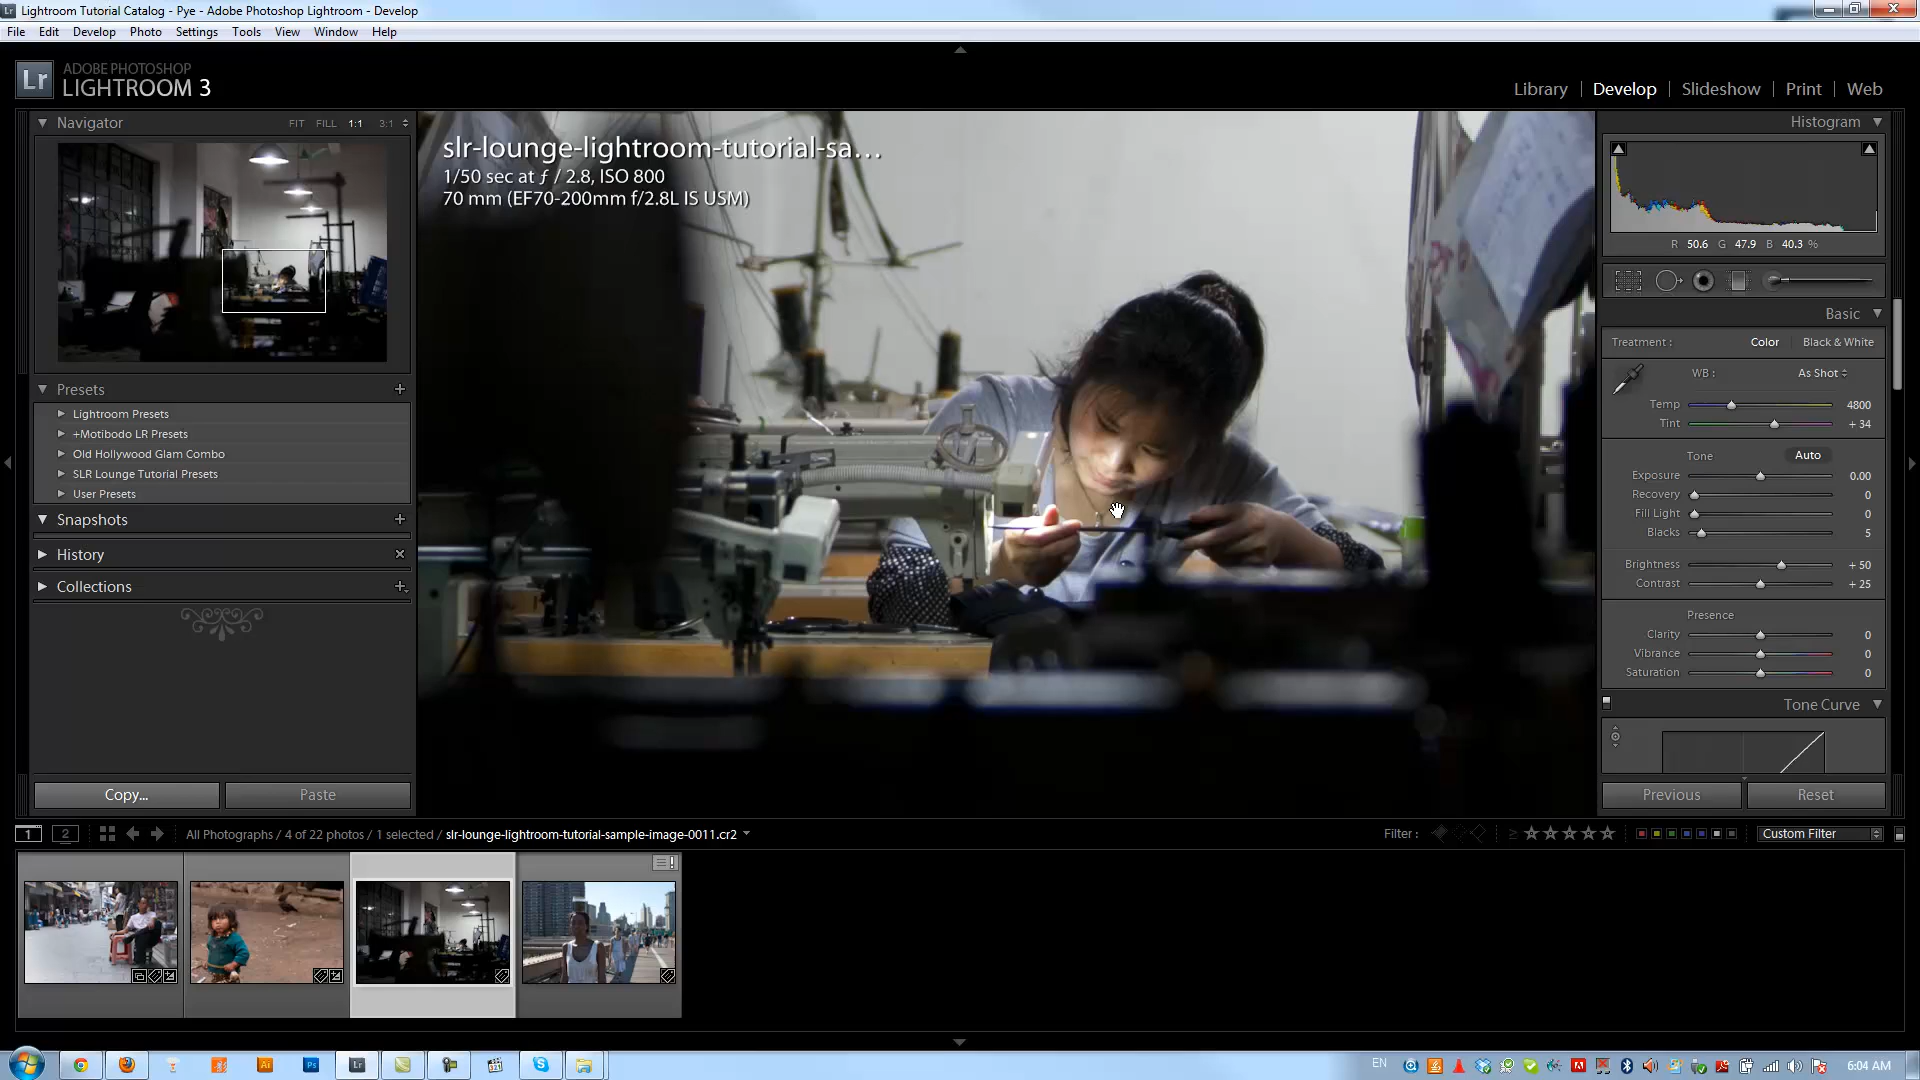 Lightroom Tutorial Catalog - Pye - Adobe Photoshop Lightroom - Develop
File Edit Develop Photo Settings Tools View Window Help
Lr ADOBE PHOTOSHOP
LIGHTROOM 3
Library Develop Slideshow Print Web
Navigator FIT FILL 1:1 3:1
slr-lounge-lightroom-tutorial-sa...
1/50 sec at ƒ / 2.8, ISO 800
70 mm (EF70-200mm f/2.8L IS USM)
Presets
Lightroom Presets
+Motibodo LR Presets
Old Hollywood Glam Combo
SLR Lounge Tutorial Presets
User Presets
Snapshots
History
Collections
Copy... Paste
Histogram
R 50.6 G 47.9 B 40.3 %
Basic
Treatment : Color Black & White
WB : As Shot
Temp 4800
Tint + 34
Tone Auto
Exposure 0.00
Recovery 0
Fill Light 0
Blacks 5
Brightness + 50
Contrast + 25
Presence
Clarity 0
Vibrance 0
Saturation 0
Tone Curve
Previous Reset
1 2 All Photographs / 4 of 22 photos / 1 selected / slr-lounge-lightroom-tutorial-sample-image-0011.cr2 Filter : ≥ Custom Filter
Ai Ps Lr EN 6:04 AM